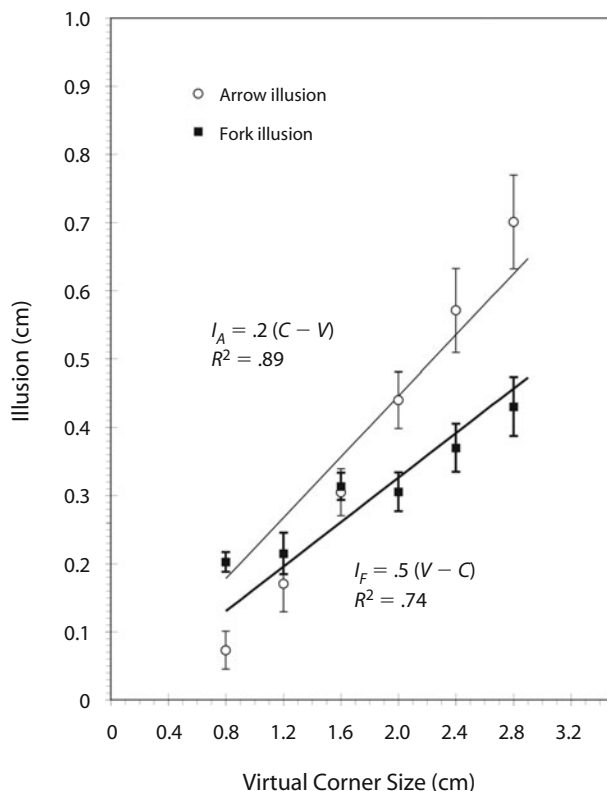 1.0
0.9
0.8
0.7
0.6
0.5
0.4
0.3
0.2
0.1
0
Illusion (cm)
Arrow illusion
Fork illusion
I_A = .2 (C – V)
R² = .89
I_F = .5 (V – C)
R² = .74
0 0.4 0.8 1.2 1.6 2.0 2.4 2.8 3.2
Virtual Corner Size (cm)